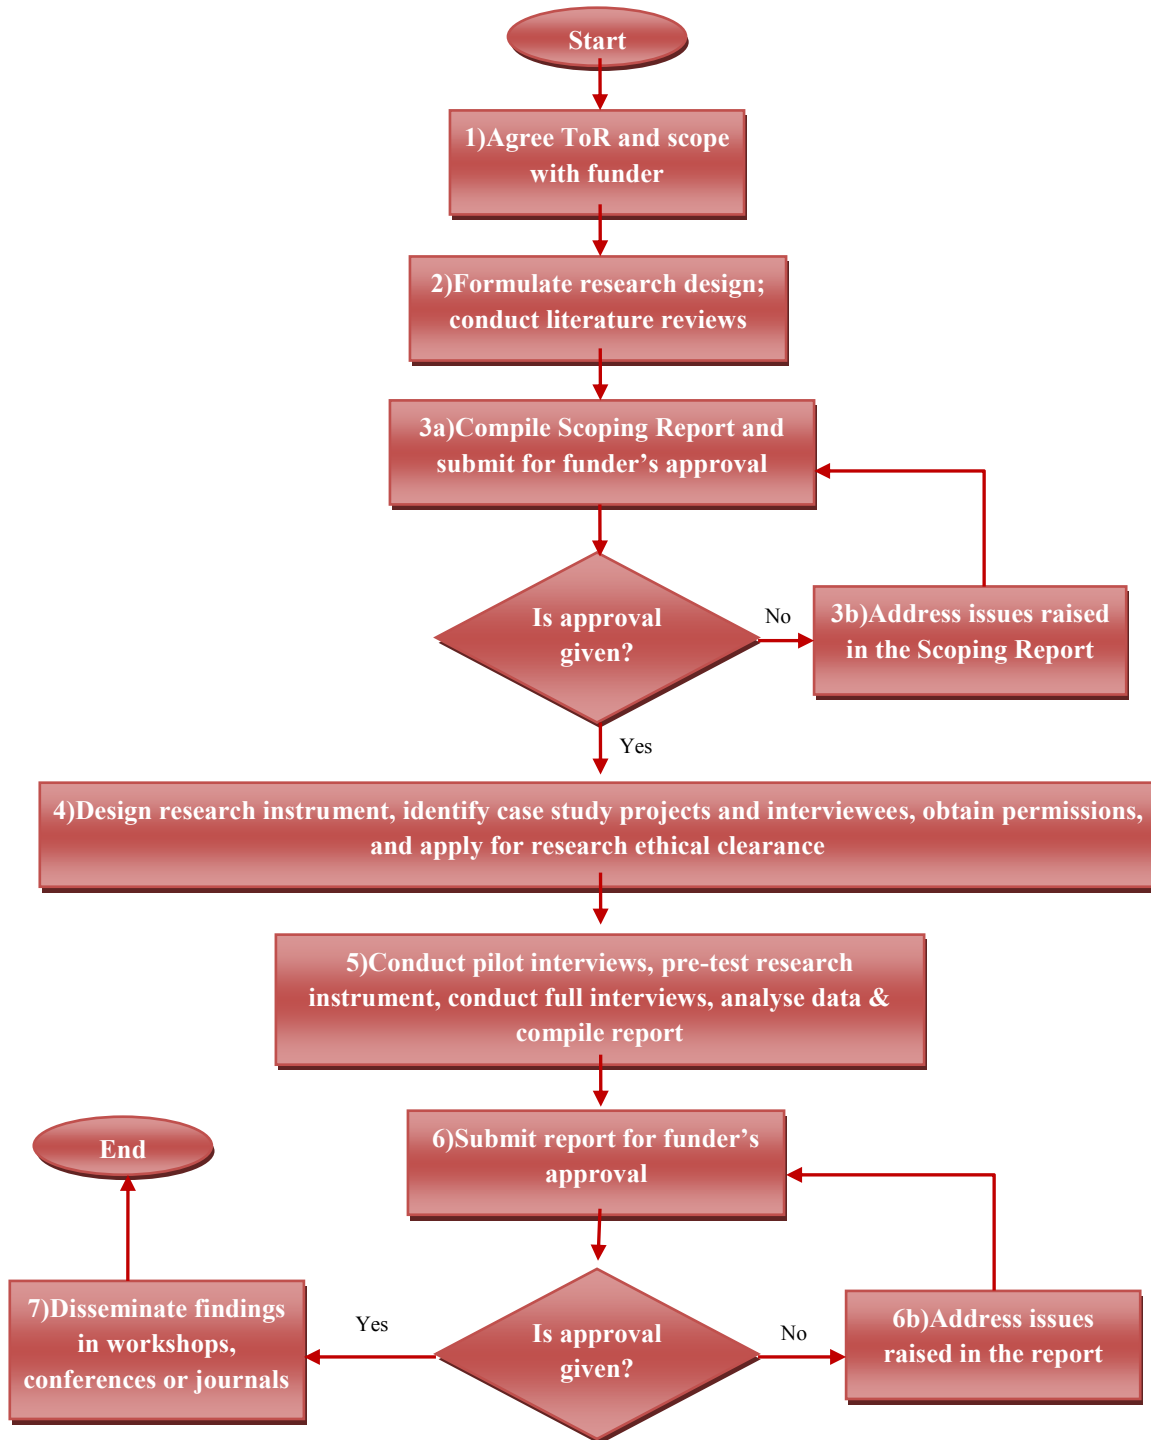 Start
1)Agree ToR and scope
with funder
2)Formulate research design;
conduct literature reviews
3a)Compile Scoping Report and
submit for funder’s approval
Is approval
given?
No
3b)Address issues raised
in the Scoping Report
Yes
4)Design research instrument, identify case study projects and interviewees, obtain permissions,
and apply for research ethical clearance
5)Conduct pilot interviews, pre-test research
instrument, conduct full interviews, analyse data &
compile report
6)Submit report for funder’s
approval
Is approval
given?
No
6b)Address issues
raised in the report
Yes
7)Disseminate findings
in workshops,
conferences or journals
End